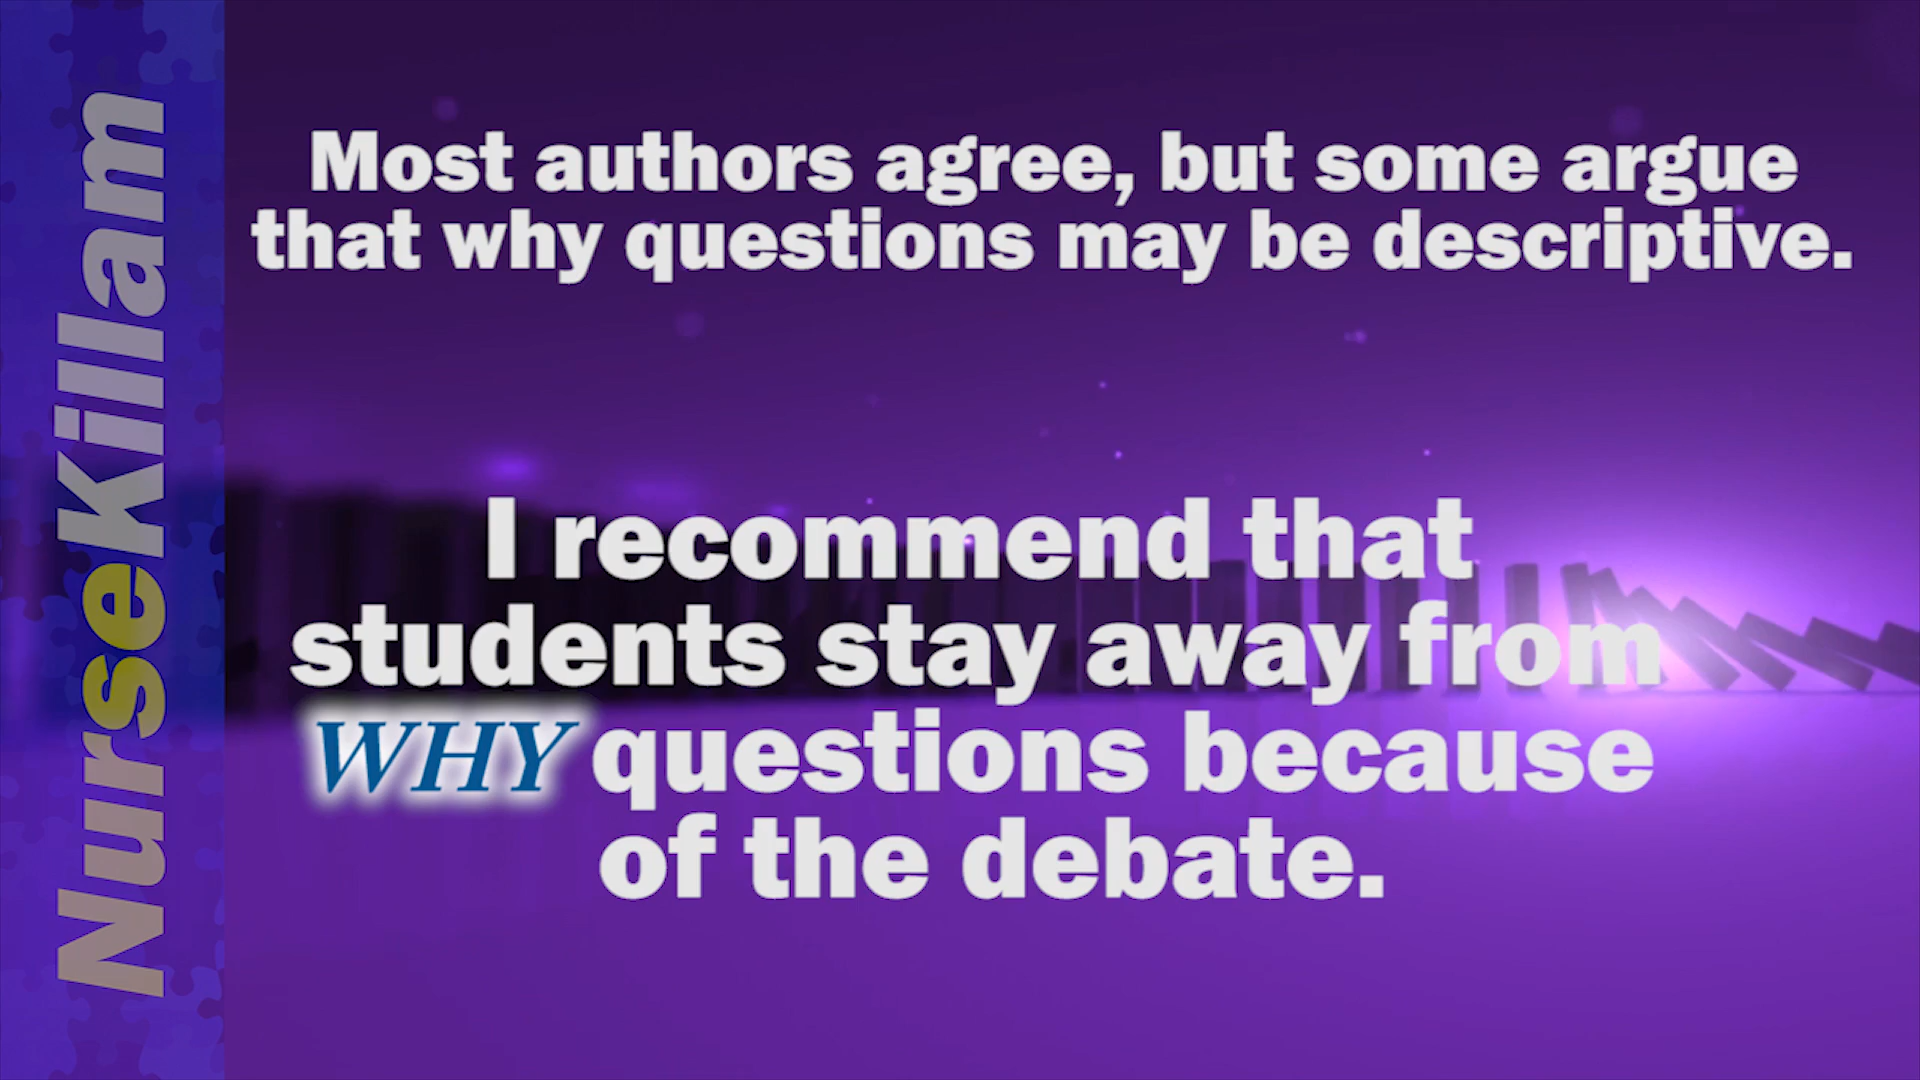 NurseKillam
Most authors agree, but some argue
that why questions may be descriptive.
I recommend that
students stay away from
WHY questions because
of the debate.